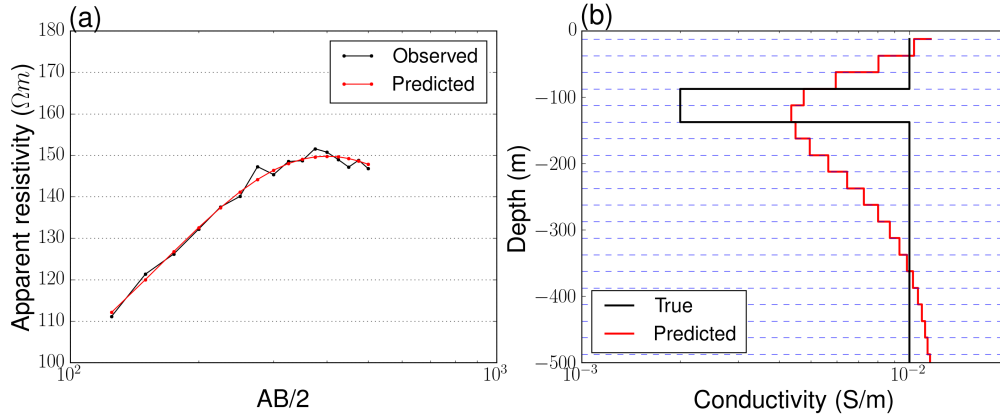 (a)
180
170
160
150
140
130
120
110
100
10²
10³
Apparent resistivity (Ωm)
AB/2
Observed
Predicted
(b)
0
−100
−200
−300
−400
−500
10⁻³
10⁻²
Depth (m)
Conductivity (S/m)
True
Predicted